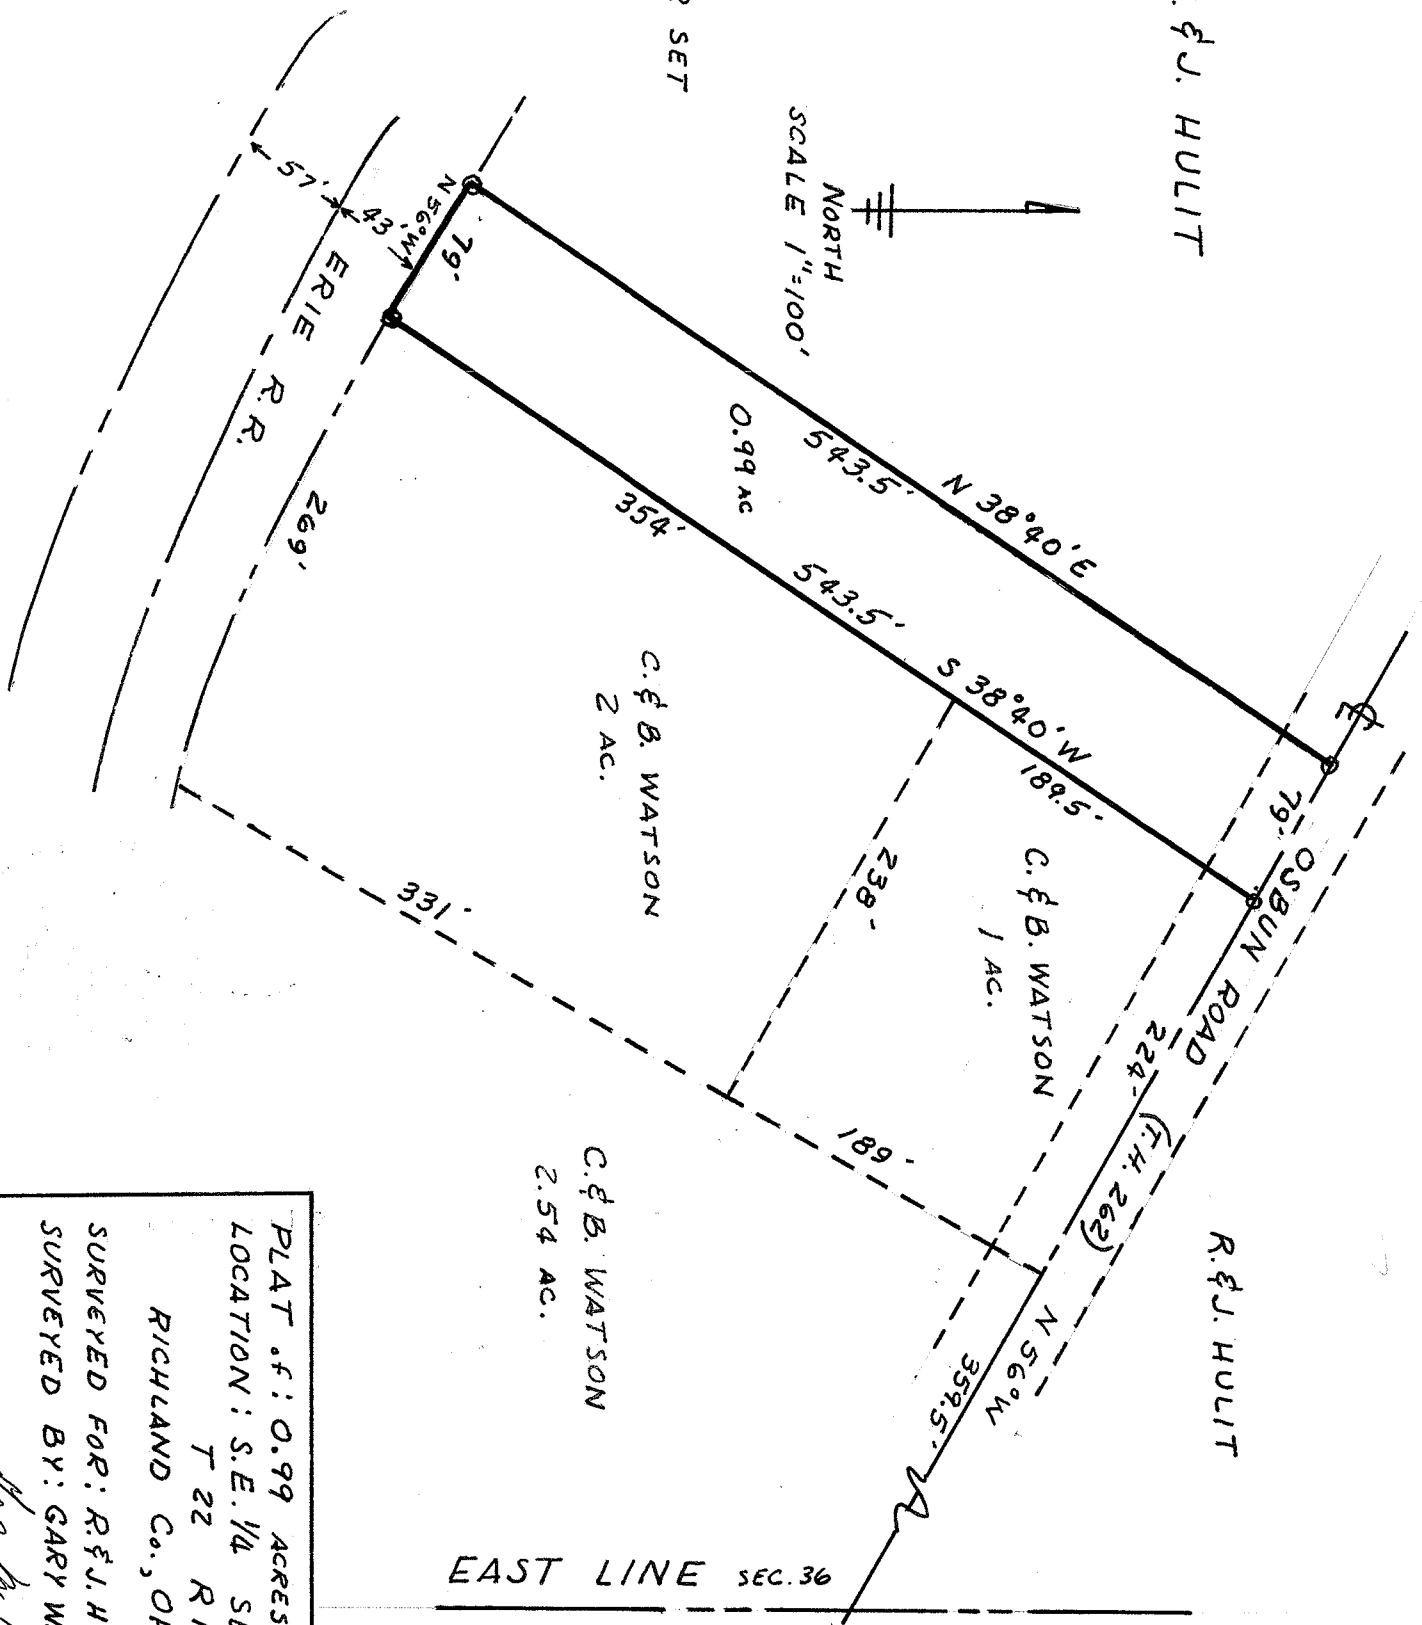 & J. HULIT
SET
NORTH
SCALE 1"=100'
57'
43'
N 56° W
79'
ERIE R.R.
269'
0.99 AC
543.5'
N 38°40' E
354'
543.5'
S 38°40' W
189.5'
79'
OSBUN ROAD
224' (T.H. 262)
N 56° W
359.5'
R. & J. HULIT
C. & B. WATSON
2 AC.
238'
C. & B. WATSON
1 AC.
331'
189'
C. & B. WATSON
2.54 AC.
EAST LINE SEC. 36
PLAT of: 0.99 ACRES
LOCATION: S.E. 1/4
T 22
RICHLAND Co.,
SURVEYED FOR: R. & J. H
SURVEYED BY: GARY